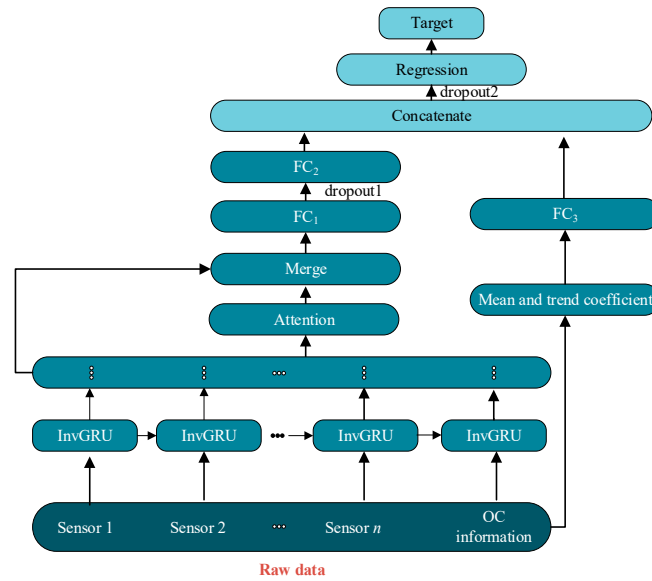 Target
Regression
dropout2
Concatenate
FC2
dropout1
FC1
FC3
Merge
Mean and trend coefficient
Attention
InvGRU InvGRU InvGRU InvGRU
Sensor 1 Sensor 2 ... Sensor n OC information
Raw data